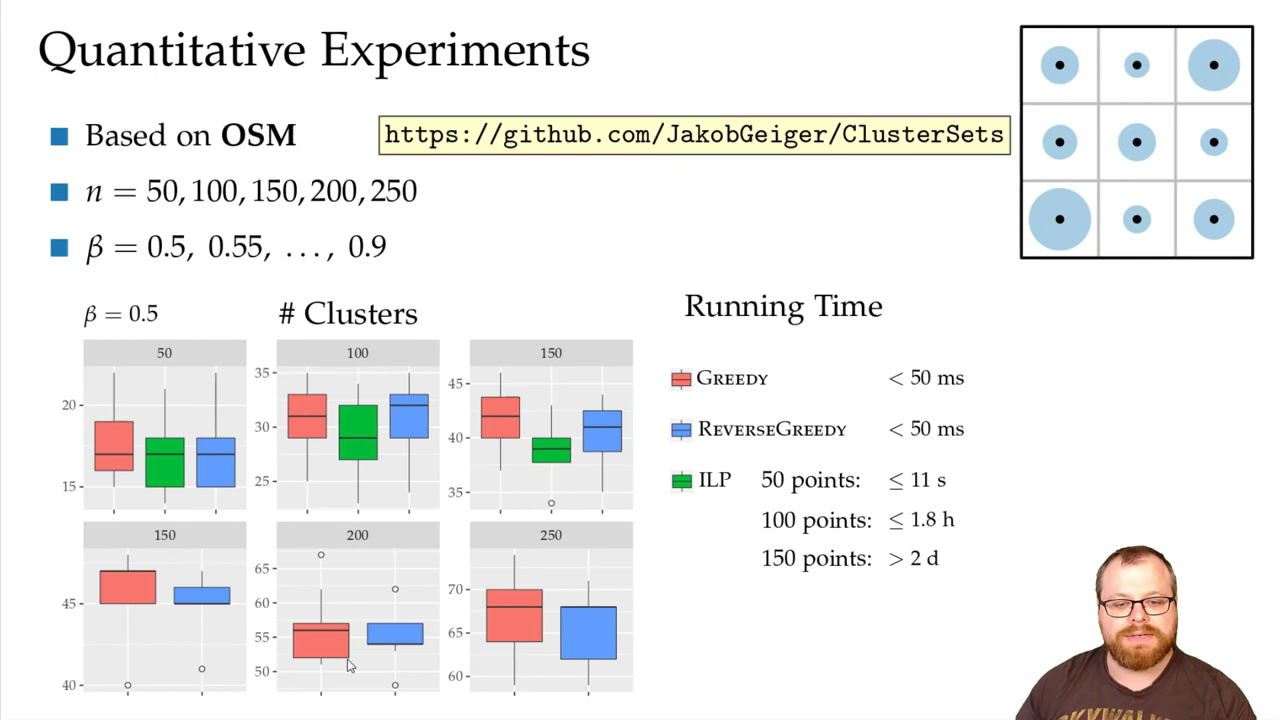 Quantitative Experiments
Based on OSM
https://github.com/JakobGeiger/ClusterSets
n = 50, 100, 150, 200, 250
β = 0.5, 0.55, ..., 0.9
β = 0.5
# Clusters
50
20
15
100
35
30
25
150
45
40
35
150
45
40
200
65
60
55
50
250
70
65
60
Running Time
GREEDY < 50 ms
REVERSEGREEDY < 50 ms
ILP 50 points: ≤ 11 s
100 points: ≤ 1.8 h
150 points: > 2 d